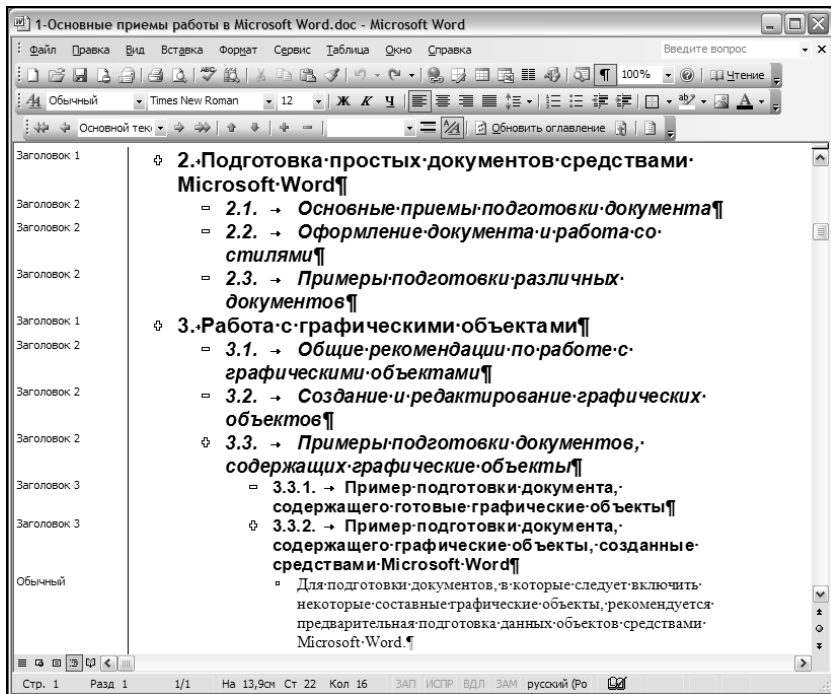 1-Основные приемы работы в Microsoft Word.doc - Microsoft Word
Файл Правка Вид Вставка Формат Сервис Таблица Окно Справка Введите вопрос
100% Чтение
Обычный Times New Roman 12 Ж К Ч
Основной тек Обновить оглавление
Заголовок 1 2.Подготовка·простых·документов·средствами·
Microsoft·Word¶
Заголовок 2 2.1. → Основные·приемы·подготовки·документа¶
Заголовок 2 2.2. → Оформление·документа·и·работа·со·
стилями¶
Заголовок 2 2.3. → Примеры·подготовки·различных·
документов¶
Заголовок 1 3.Работа·с·графическими·объектами¶
Заголовок 2 3.1. → Общие·рекомендации·по·работе·с·
графическими·объектами¶
Заголовок 2 3.2. → Создание·и·редактирование·графических·
объектов¶
Заголовок 2 3.3. → Примеры·подготовки·документов,·
содержащих·графические·объекты¶
Заголовок 3 3.3.1. → Пример·подготовки·документа,·
содержащего·готовые·графические·объекты¶
Заголовок 3 3.3.2. → Пример·подготовки·документа,·
содержащего·графические·объекты,·созданные·
средствами·Microsoft·Word¶
Обычный Для·подготовки·документов,·в·которые·следует·включить·
некоторые·составные·графические·объекты,·рекомендуется·
предварительная·подготовка·данных·объектов·средствами·
Microsoft·Word.¶
Стр. 1 Разд 1 1/1 На 13,9см Ст 22 Кол 16 ЗАП ИСПР ВДЛ ЗАМ русский (Ро